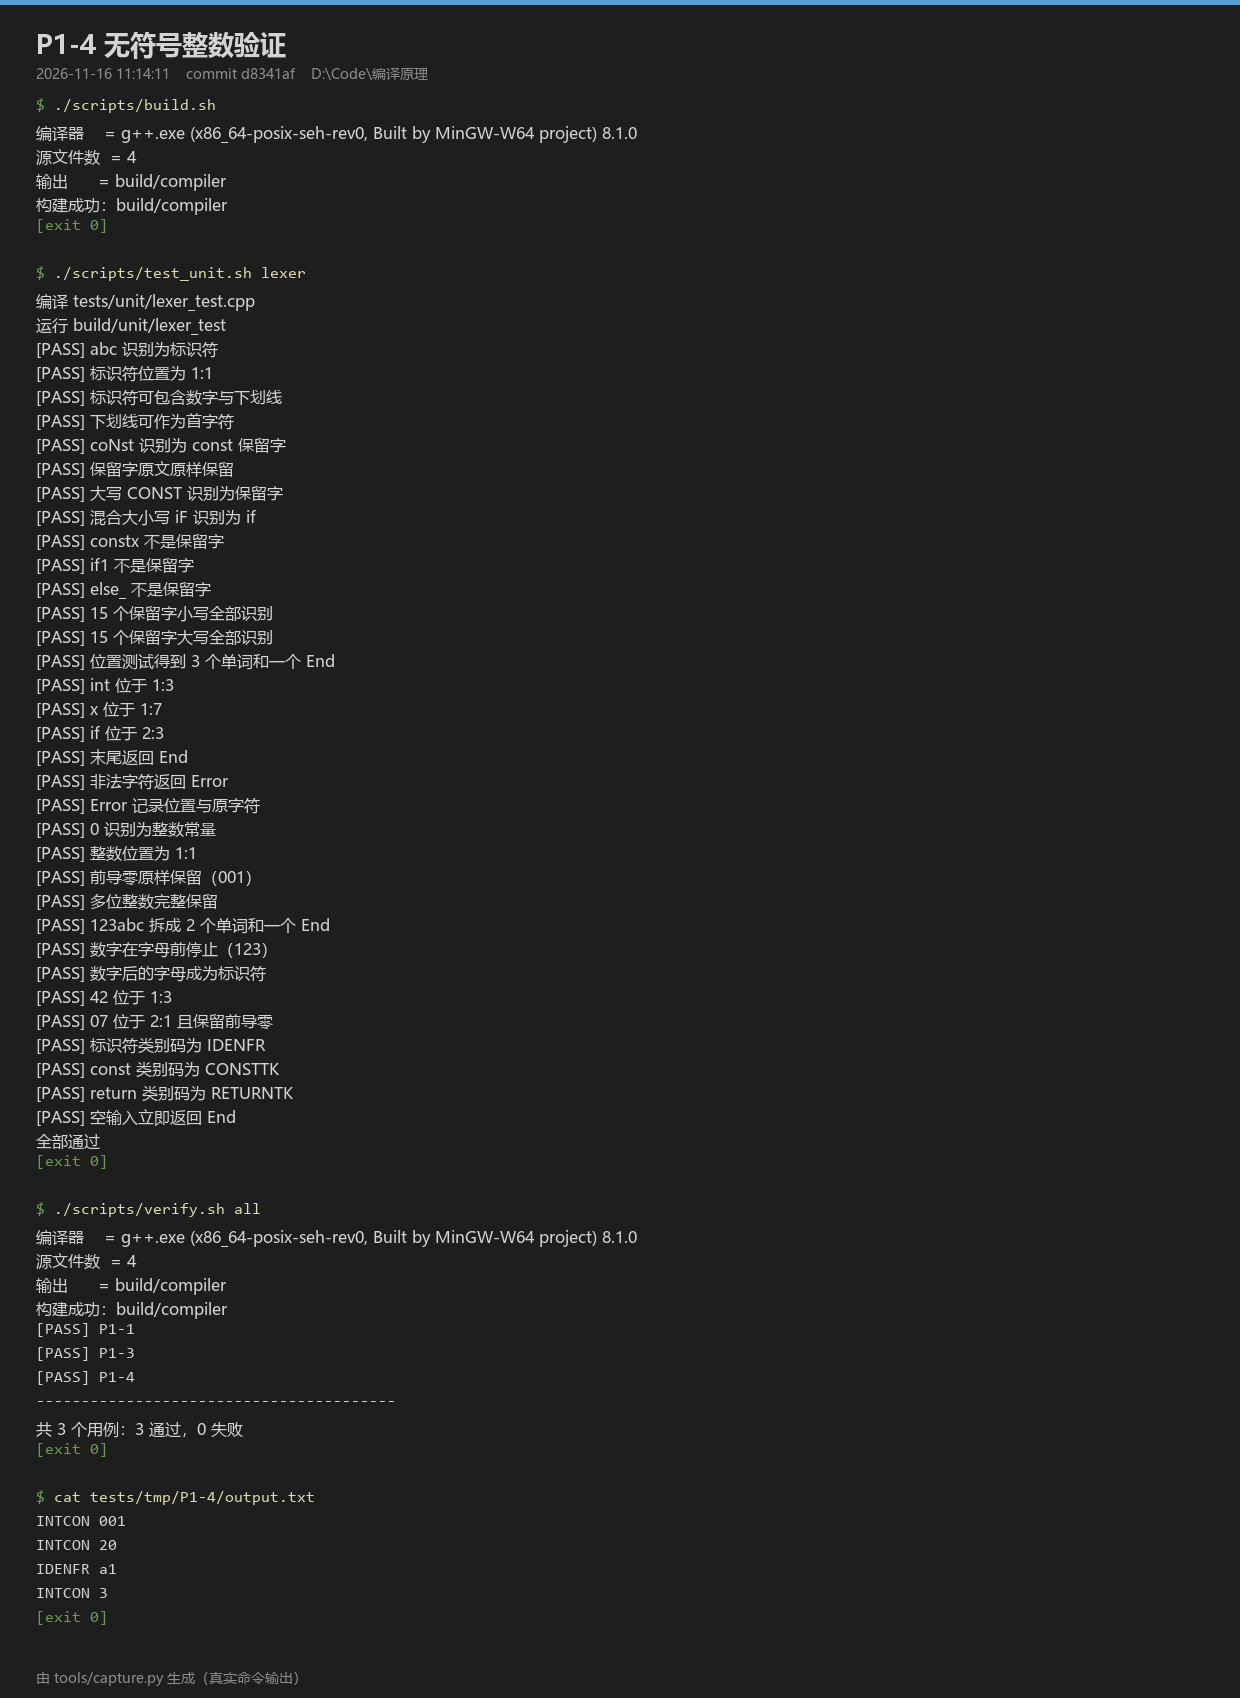 P1-4 无符号整数验证
2026-11-16 11:14:11 commit d8341af D:\Code\编译原理
$ ./scripts/build.sh
编译器 = g++.exe (x86_64-posix-seh-rev0, Built by MinGW-W64 project) 8.1.0
源文件数 = 4
输出 = build/compiler
构建成功：build/compiler
[exit 0]
$ ./scripts/test_unit.sh lexer
编译 tests/unit/lexer_test.cpp
运行 build/unit/lexer_test
[PASS] abc 识别为标识符
[PASS] 标识符位置为 1:1
[PASS] 标识符可包含数字与下划线
[PASS] 下划线可作为首字符
[PASS] coNst 识别为 const 保留字
[PASS] 保留字原文原样保留
[PASS] 大写 CONST 识别为保留字
[PASS] 混合大小写 iF 识别为 if
[PASS] constx 不是保留字
[PASS] if1 不是保留字
[PASS] else_ 不是保留字
[PASS] 15 个保留字小写全部识别
[PASS] 15 个保留字大写全部识别
[PASS] 位置测试得到 3 个单词和一个 End
[PASS] int 位于 1:3
[PASS] x 位于 1:7
[PASS] if 位于 2:3
[PASS] 末尾返回 End
[PASS] 非法字符返回 Error
[PASS] Error 记录位置与原字符
[PASS] 0 识别为整数常量
[PASS] 整数位置为 1:1
[PASS] 前导零原样保留（001）
[PASS] 多位整数完整保留
[PASS] 123abc 拆成 2 个单词和一个 End
[PASS] 数字在字母前停止（123）
[PASS] 数字后的字母成为标识符
[PASS] 42 位于 1:3
[PASS] 07 位于 2:1 且保留前导零
[PASS] 标识符类别码为 IDENFR
[PASS] const 类别码为 CONSTTK
[PASS] return 类别码为 RETURNTK
[PASS] 空输入立即返回 End
全部通过
[exit 0]
$ ./scripts/verify.sh all
编译器 = g++.exe (x86_64-posix-seh-rev0, Built by MinGW-W64 project) 8.1.0
源文件数 = 4
输出 = build/compiler
构建成功：build/compiler
[PASS] P1-1
[PASS] P1-3
[PASS] P1-4
----------------------------------------
共 3 个用例：3 通过，0 失败
[exit 0]
$ cat tests/tmp/P1-4/output.txt
INTCON 001
INTCON 20
IDENFR a1
INTCON 3
[exit 0]
由 tools/capture.py 生成（真实命令输出）